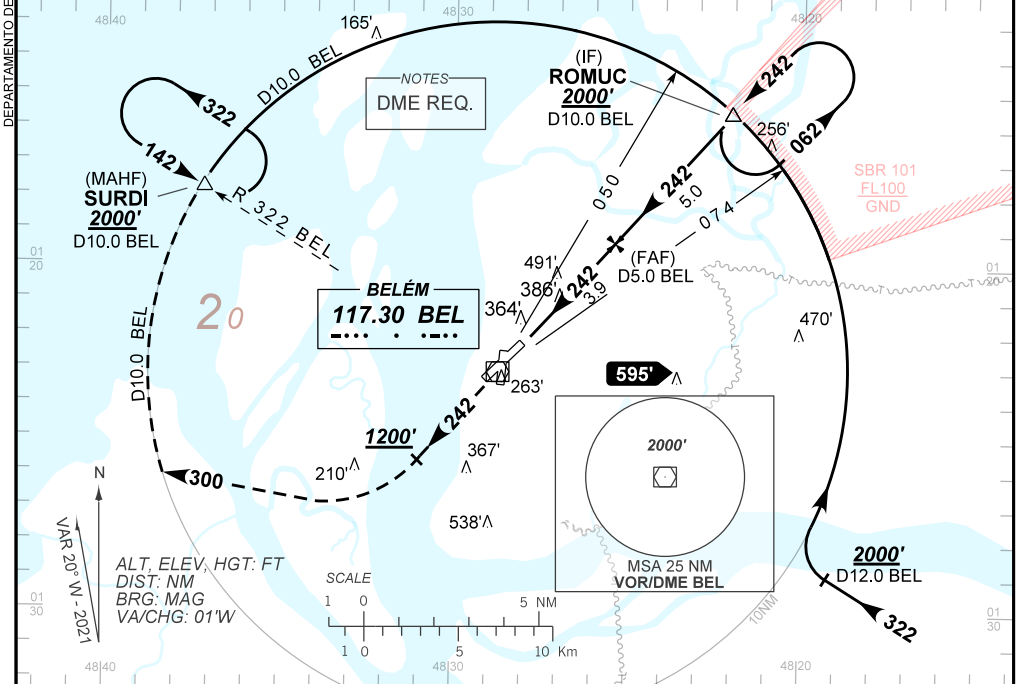 DEPARTAMENTO DE
48 40
48 30
48 20
165'
D10.0 BEL
NOTES
DME REQ.
(IF)
ROMUC
2000'
D10.0 BEL
242
256'
062
322
142
(MAHF)
SURDI
2000'
D10.0 BEL
R 322 BEL
050
242
5.0
074
SBR 101
FL100
GND
01
20
01
20
(FAF)
D5.0 BEL
491'
386'
242
3.9
364'
BELÉM
117.30 BEL
20
D10.0 BEL
470'
263'
595'
242
1200'
367'
210'
300
538'
2000'
MSA 25 NM
VOR/DME BEL
N
VAR 20° W - 2021
ALT, ELEV, HGT: FT
DIST: NM
BRG: MAG
VA/CHG: 01'W
SCALE
1 0 5 NM
1 0 5 10 Km
10NM
2000'
D12.0 BEL
322
01
30
01
30
48 40
48 30
48 20